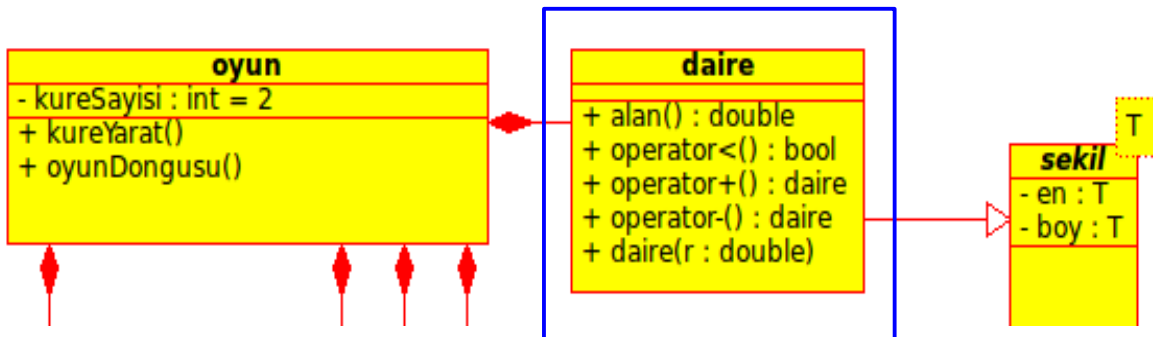 oyun
- kureSayisi : int = 2
+ kureYarat()
+ oyunDongusu()
daire
+ alan() : double
+ operator<() : bool
+ operator+() : daire
+ operator-() : daire
+ daire(r : double)
T
sekil
- en : T
- boy : T